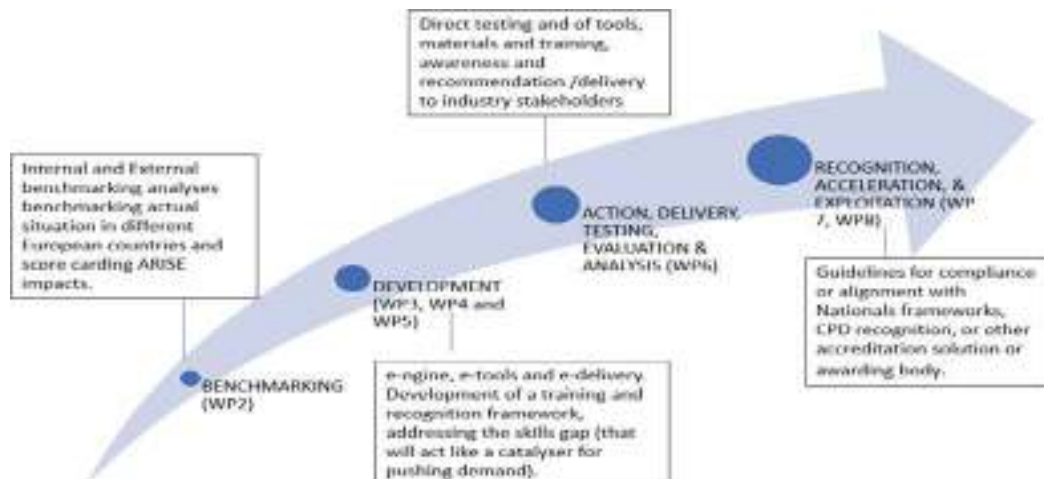 Direct testing and of tools,
materials and training,
awareness and
recommendation /delivery
to industry stakeholders
Internal and External
benchmarking analyses
benchmarking actual
situation in different
European countries and
score carding ARISE
impacts.
RECOGNITION,
ACCELERATION, &
EXPLOITATION (WP
7, WP8)
ACTION, DELIVERY,
TESTING,
EVALUATION &
ANALYSIS (WP6)
Guidelines for compliance
or alignment with
Nationals frameworks,
CPD recognition, or other
accreditation solution or
awarding body.
DEVELOPMENT
(WP3, WP4 and
WP5)
BENCHMARKING
(WP2)
e-ngine, e-tools and e-delivery
Development of a training and
recognition framework,
addressing the skills gap (that
will act like a catalyser for
pushing demand).